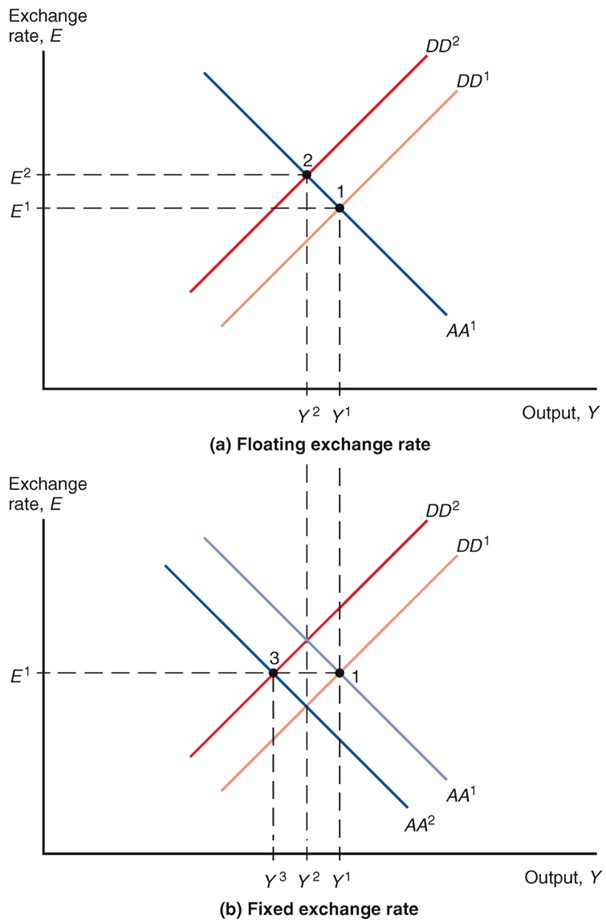 Exchange
rate, E
DD²
DD¹
2
E²
1
E¹
AA¹
Y² Y¹
Output, Y
(a) Floating exchange rate
Exchange
rate, E
DD²
DD¹
3
E¹
1
AA¹
AA²
Y³ Y² Y¹
Output, Y
(b) Fixed exchange rate